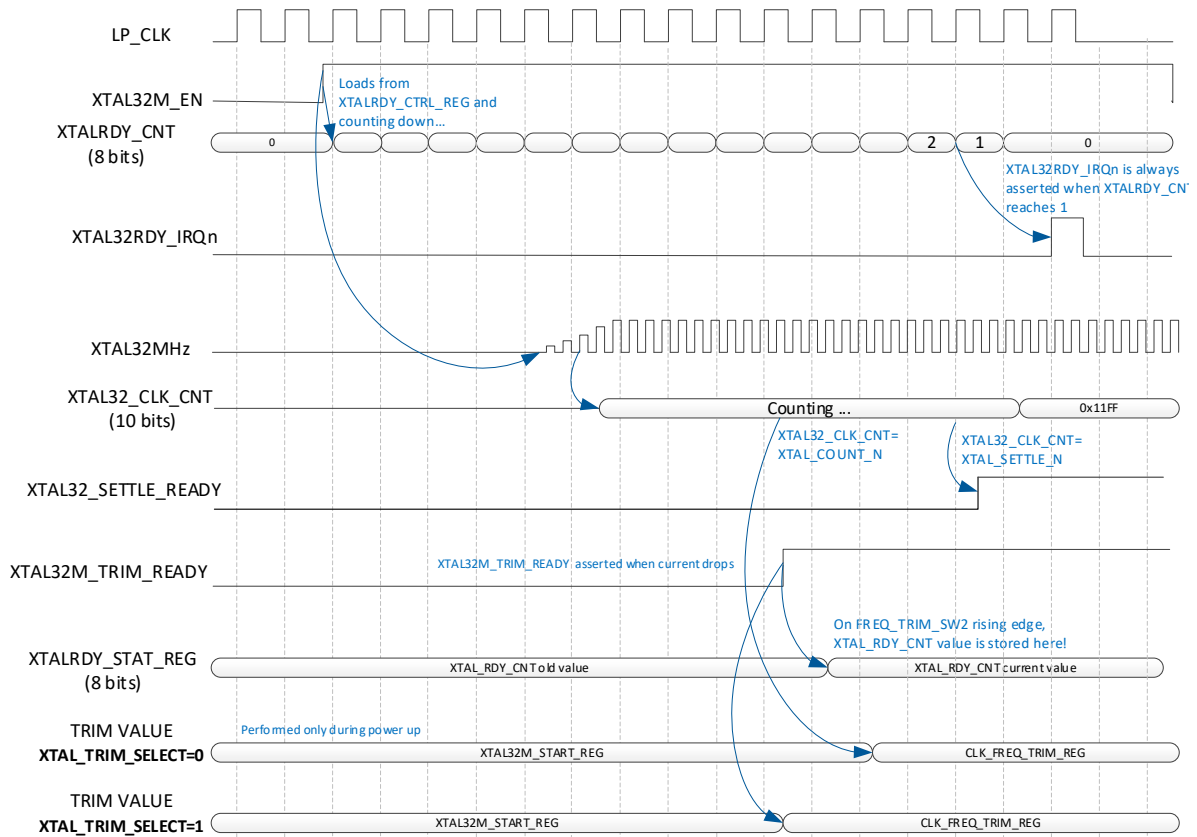 LP_CLK
XTAL32M_EN
Loads from
XTALRDY_CTRL_REG and
counting down...
XTALRDY_CNT
(8 bits)
0
2
1
0
XTAL32RDY_IRQn is always
asserted when XTALRDY_CNT
reaches 1
XTAL32RDY_IRQn
XTAL32MHz
XTAL32_CLK_CNT
(10 bits)
Counting ...
0x11FF
XTAL32_CLK_CNT=
XTAL_COUNT_N
XTAL32_CLK_CNT=
XTAL_SETTLE_N
XTAL32_SETTLE_READY
XTAL32M_TRIM_READY
XTAL32M_TRIM_READY asserted when current drops
On FREQ_TRIM_SW2 rising edge,
XTAL_RDY_CNT value is stored here!
XTALRDY_STAT_REG
(8 bits)
XTAL_RDY_CNT old value
XTAL_RDY_CNT current value
TRIM VALUE
XTAL_TRIM_SELECT=0
Performed only during power up
XTAL32M_START_REG
CLK_FREQ_TRIM_REG
TRIM VALUE
XTAL_TRIM_SELECT=1
XTAL32M_START_REG
CLK_FREQ_TRIM_REG